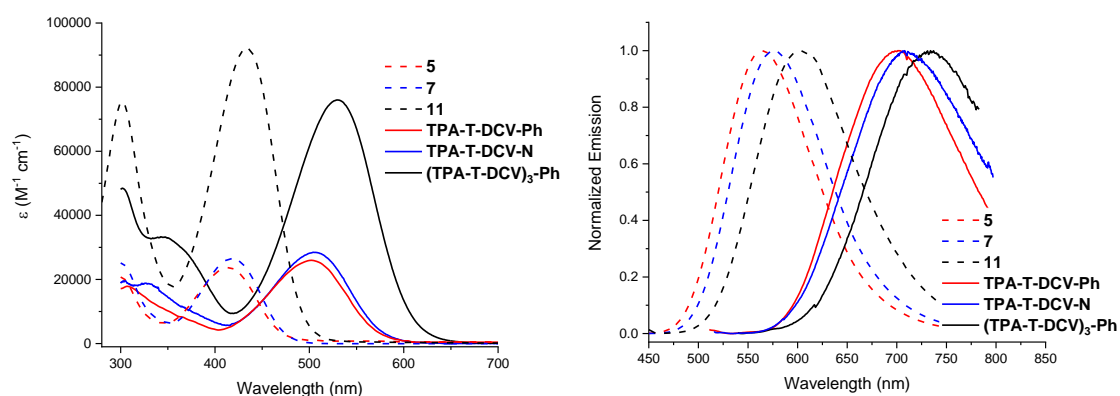 100000
80000
60000
40000
20000
0
ε (M⁻¹ cm⁻¹)
300 400 500 600 700
Wavelength (nm)
5
7
11
TPA-T-DCV-Ph
TPA-T-DCV-N
(TPA-T-DCV)₃-Ph
1.0
0.8
0.6
0.4
0.2
0.0
Normalized Emission
450 500 550 600 650 700 750 800 850
Wavelength (nm)
5
7
11
TPA-T-DCV-Ph
TPA-T-DCV-N
(TPA-T-DCV)₃-Ph